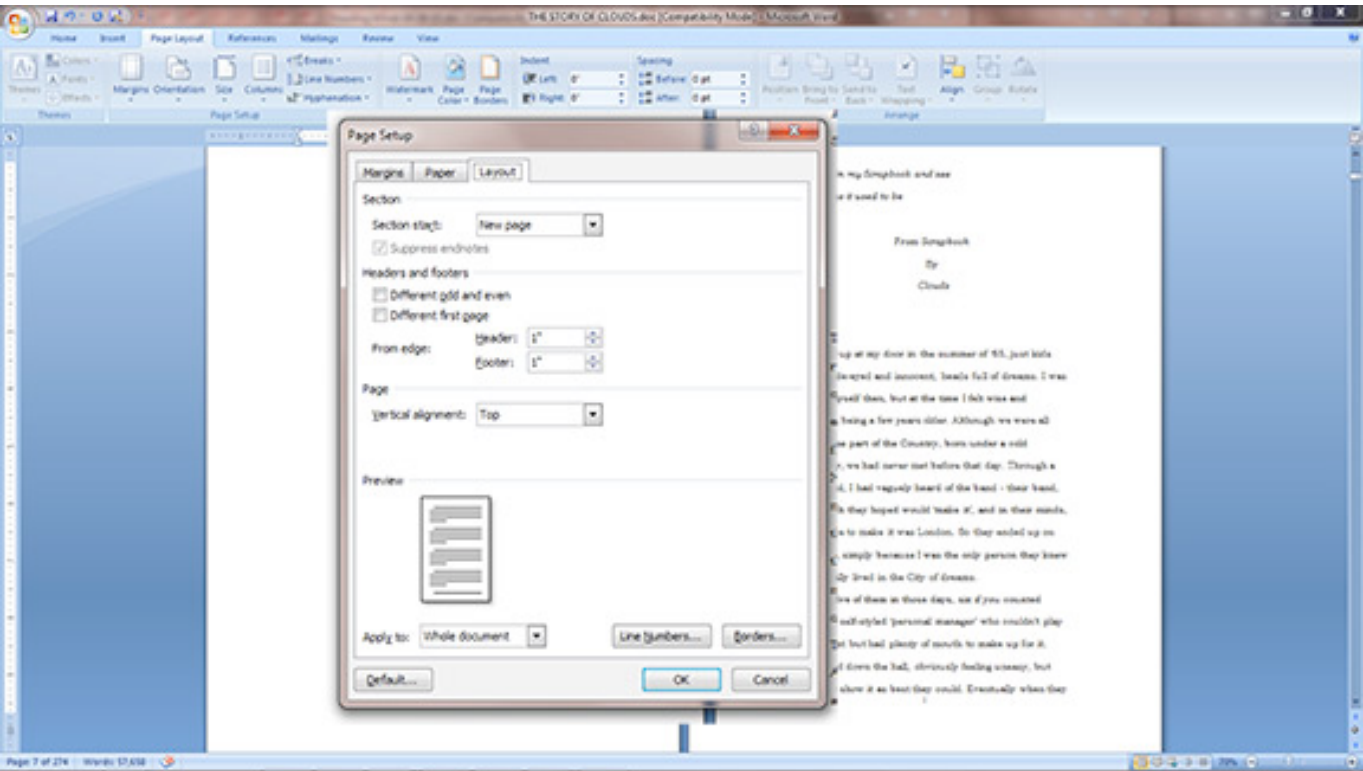 THE STORY OF CLOUDS.doc [Compatibility Mode] - Microsoft Word
Home Insert Page Layout References Mailings Review View
Colors Breaks Indent Spacing
Themes Fonts Margins Orientation Size Columns Line Numbers Watermark Page Color Page Borders Left: 0" Before: 0 pt Position Bring to Front Send to Back Text Wrapping Align Group Rotate
Effects Hyphenation Right: 0" After: 0 pt
Themes Page Setup Arrange
Page Setup
Margins Paper Layout
Section
Section start: New page
Suppress endnotes
Headers and footers
Different odd and even
Different first page
From edge:
Header: 1"
Footer: 1"
Page
Vertical alignment: Top
Preview
Apply to: Whole document
Line Numbers... Borders...
Default... OK Cancel
my Scrapbook and see
it used to be
From Scrapbook
By
Clouds
up at my door in the summer of just kids
and innocent, heads full of dreams. I was
then, but at the time I felt wise and
being a few years older. Although we were all
part of the Country, born under a cold
we had never met before that day. Through a
I had vaguely heard of the band - their band,
they hoped would 'make it', and in their minds,
to make it was London. So they ended up on
simply because I was the only person they knew
lived in the City of dreams.
of them in those days, six if you counted
self-styled 'personal manager' who couldn't play
but had plenty of mouth to make up for it.
down the hall, obviously feeling uneasy, but
show it as best they could. Eventually when they
Page 7 of 274 Words: 57,658 70%